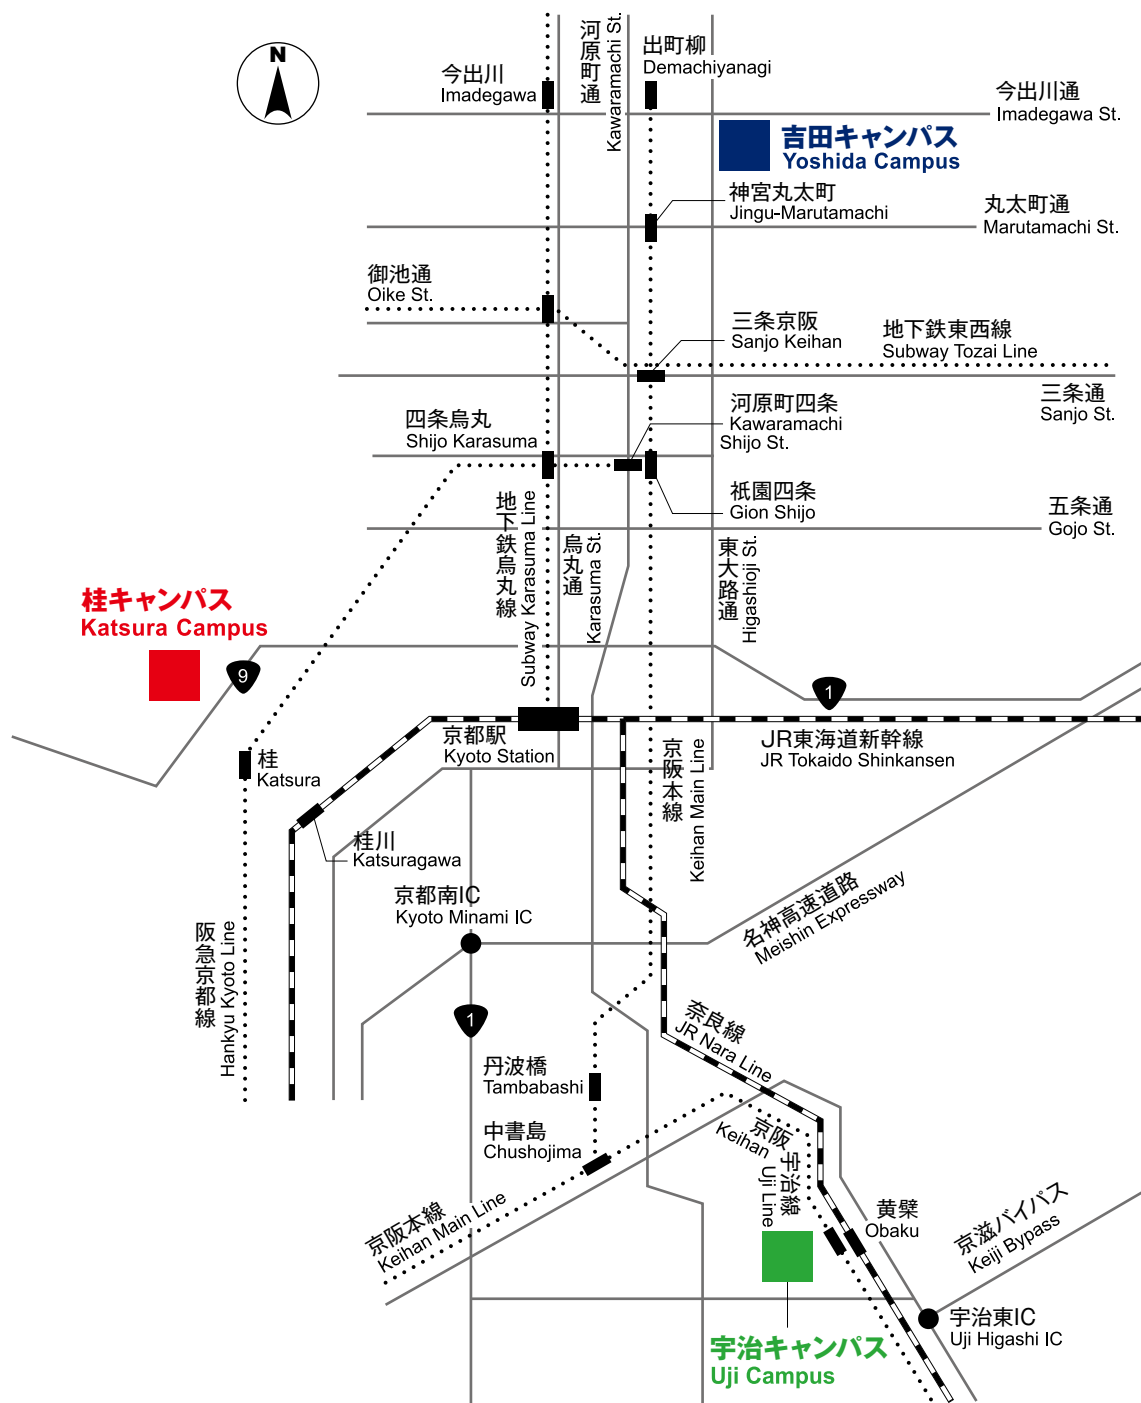 N
今出川
Imadegawa
河原町通
Kawaramachi St.
出町柳
Demachiyanagi
今出川通
Imadegawa St.
吉田キャンパス
Yoshida Campus
神宮丸太町
Jingu-Marutamachi
丸太町通
Marutamachi St.
御池通
Oike St.
三条京阪
Sanjo Keihan
地下鉄東西線
Subway Tozai Line
三条通
Sanjo St.
四条烏丸
Shijo Karasuma
河原町四条
Kawaramachi
Shijo St.
祇園四条
Gion Shijo
五条通
Gojo St.
地下鉄烏丸線
Subway Karasuma Line
烏丸通
Karasuma St.
東大路通
Higashioji St.
桂キャンパス
Katsura Campus
9
1
京都駅
Kyoto Station
JR東海道新幹線
JR Tokaido Shinkansen
桂
Katsura
京阪本線
Keihan Main Line
桂川
Katsuragawa
京都南IC
Kyoto Minami IC
名神高速道路
Meishin Expressway
阪急京都線
Hankyu Kyoto Line
1
奈良線
JR Nara Line
丹波橋
Tambabashi
中書島
Chushojima
京阪宇治線
Keihan Uji Line
京阪本線
Keihan Main Line
黄檗
Obaku
京滋バイパス
Keiji Bypass
宇治東IC
Uji Higashi IC
宇治キャンパス
Uji Campus